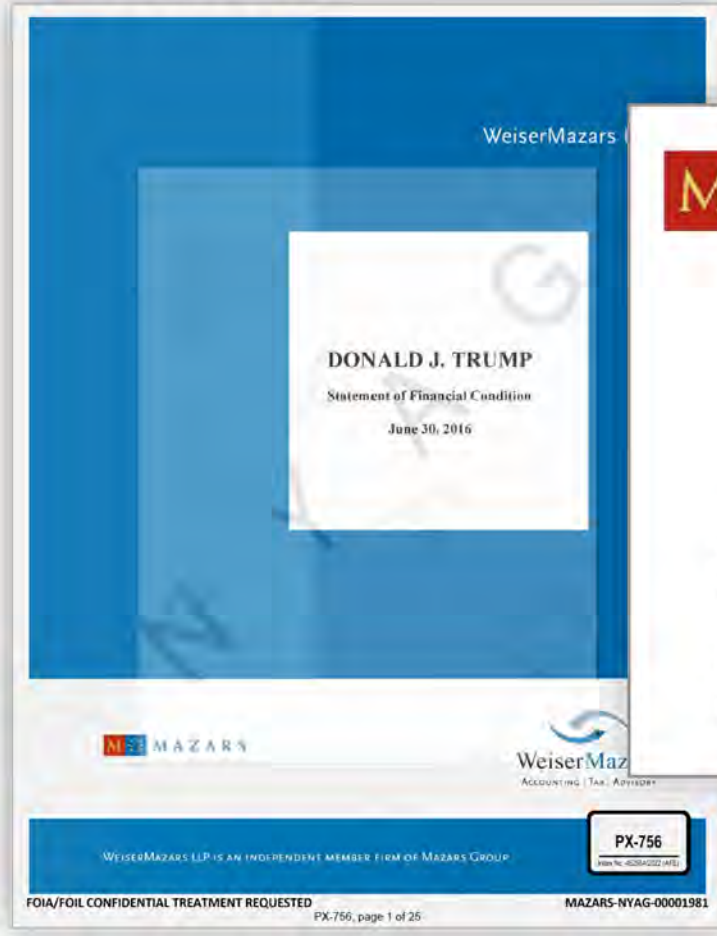 WeiserMazars
M
DONALD J. TRUMP
Statement of Financial Condition
June 30, 2016
N Y A G
M MAZARS
WeiserMaz
ACCOUNTING | TAX | ADVISORY
WEISERMAZARS LLP IS AN INDEPENDENT MEMBER FIRM OF MAZARS GROUP
PX-756
FOIA/FOIL CONFIDENTIAL TREATMENT REQUESTED
MAZARS-NYAG-00001981
PX-756, page 1 of 25